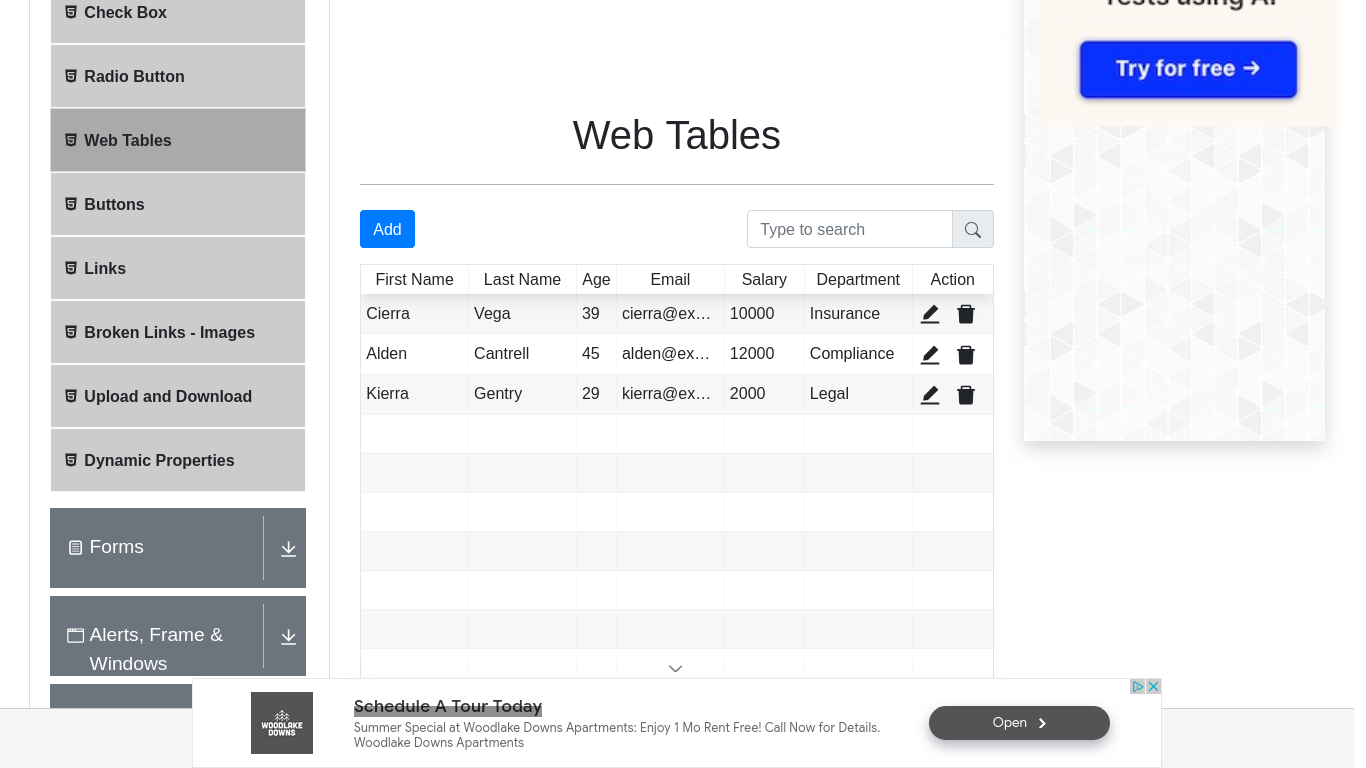 Check Box
Radio Button
Web Tables
Buttons
Links
Broken Links - Images
Upload and Download
Dynamic Properties
Forms
Alerts, Frame &
Windows
Tests using AI
Try for free →
Web Tables
Add
Type to search
First Name Last Name Age Email Salary Department Action
Cierra Vega 39 cierra@ex... 10000 Insurance
Alden Cantrell 45 alden@ex... 12000 Compliance
Kierra Gentry 29 kierra@ex... 2000 Legal
WOODLAKE
DOWNS
Schedule A Tour Today
Summer Special at Woodlake Downs Apartments: Enjoy 1 Mo Rent Free! Call Now for Details.
Woodlake Downs Apartments
Open